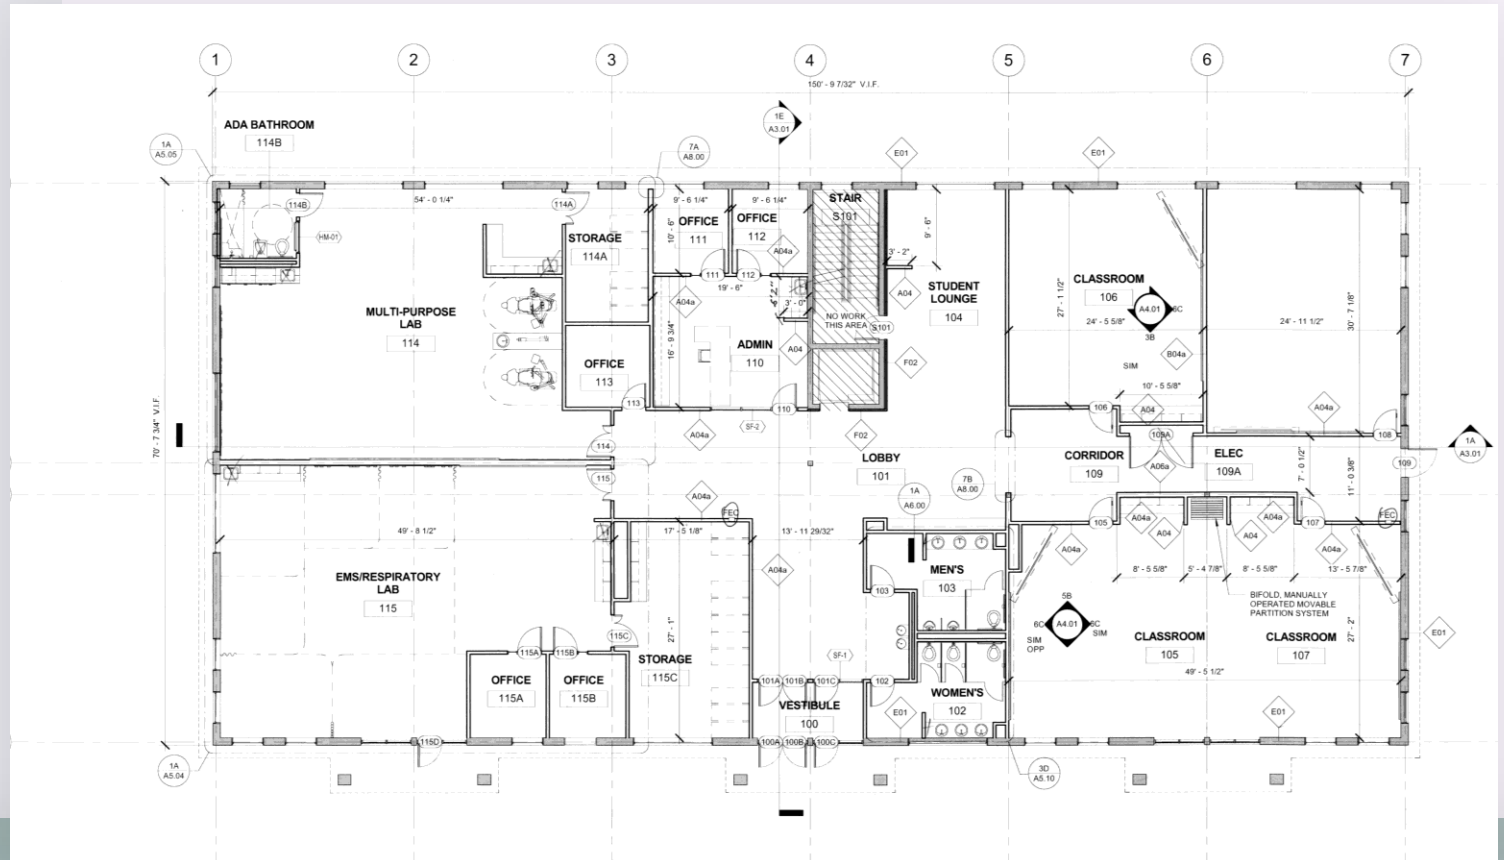 1
2
3
4
5
6
7
150' - 9 7/32" V.I.F.
1E
A3.01
ADA BATHROOM
114B
1A
A5.05
7A
A8.00
E01
E01
114B
54' - 0 1/4"
114A
9' - 6 1/4"
9' - 6 1/4"
STAIR
S101
HM-01
STORAGE
114A
10' - 6"
OFFICE
111
OFFICE
112
A04a
9' - 6"
3' - 2"
111
112
19' - 6"
A04a
3' - 0"
A04
STUDENT
LOUNGE
104
CLASSROOM
106
27' - 1 1/2"
24' - 5 5/8"
A4.01
6C
3B
24' - 11 1/2"
30' - 7 1/8"
MULTI-PURPOSE
LAB
114
NO WORK
THIS AREA
S101
16' - 9 3/4"
ADMIN
110
A04
F02
B04a
SIM
10' - 5 5/8"
OFFICE
113
113
110
106
A04
A04a
70' - 7 3/4" V.I.F.
SF-2
A04a
F02
109A
108
114
LOBBY
101
CORRIDOR
109
ELEC
109A
A06a
7' - 0 1/2"
11' - 0 3/8"
109
1A
A3.01
115
7B
A8.00
1A
A6.00
A04a
FEC
105
A04a
A04
A04a
A04
107
FEC
49' - 8 1/2"
17' - 5 1/8"
13' - 11 29/32"
A04a
A04a
EMS/RESPIRATORY
LAB
115
A04a
MEN'S
103
103
8' - 5 5/8"
5' - 4 7/8"
8' - 5 5/8"
13' - 5 7/8"
5B
6C
A4.01
6C
SIM
OPP
SIM
BIFOLD, MANUALLY
OPERATED MOVABLE
PARTITION SYSTEM
27' - 1"
115C
CLASSROOM
105
CLASSROOM
107
27' - 2"
E01
115A
115B
STORAGE
115C
SF-1
49' - 5 1/2"
OFFICE
115A
OFFICE
115B
101A
101B
101C
102
WOMEN'S
102
VESTIBULE
100
E01
E01
115D
100A
100B
100C
1A
A5.04
3D
A5.10